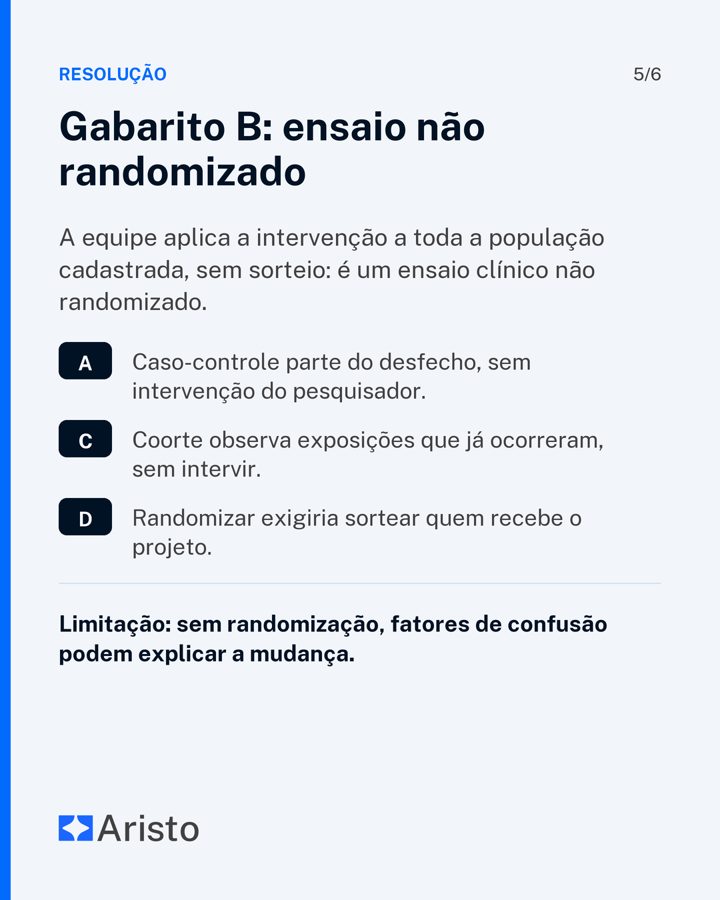 RESOLUÇÃO
5/6
Gabarito B: ensaio não
randomizado
A equipe aplica a intervenção a toda a população
cadastrada, sem sorteio: é um ensaio clínico não
randomizado.
A
Caso-controle parte do desfecho, sem
intervenção do pesquisador.
C
Coorte observa exposições que já ocorreram,
sem intervir.
D
Randomizar exigiria sortear quem recebe o
projeto.
Limitação: sem randomização, fatores de confusão
podem explicar a mudança.
Aristo